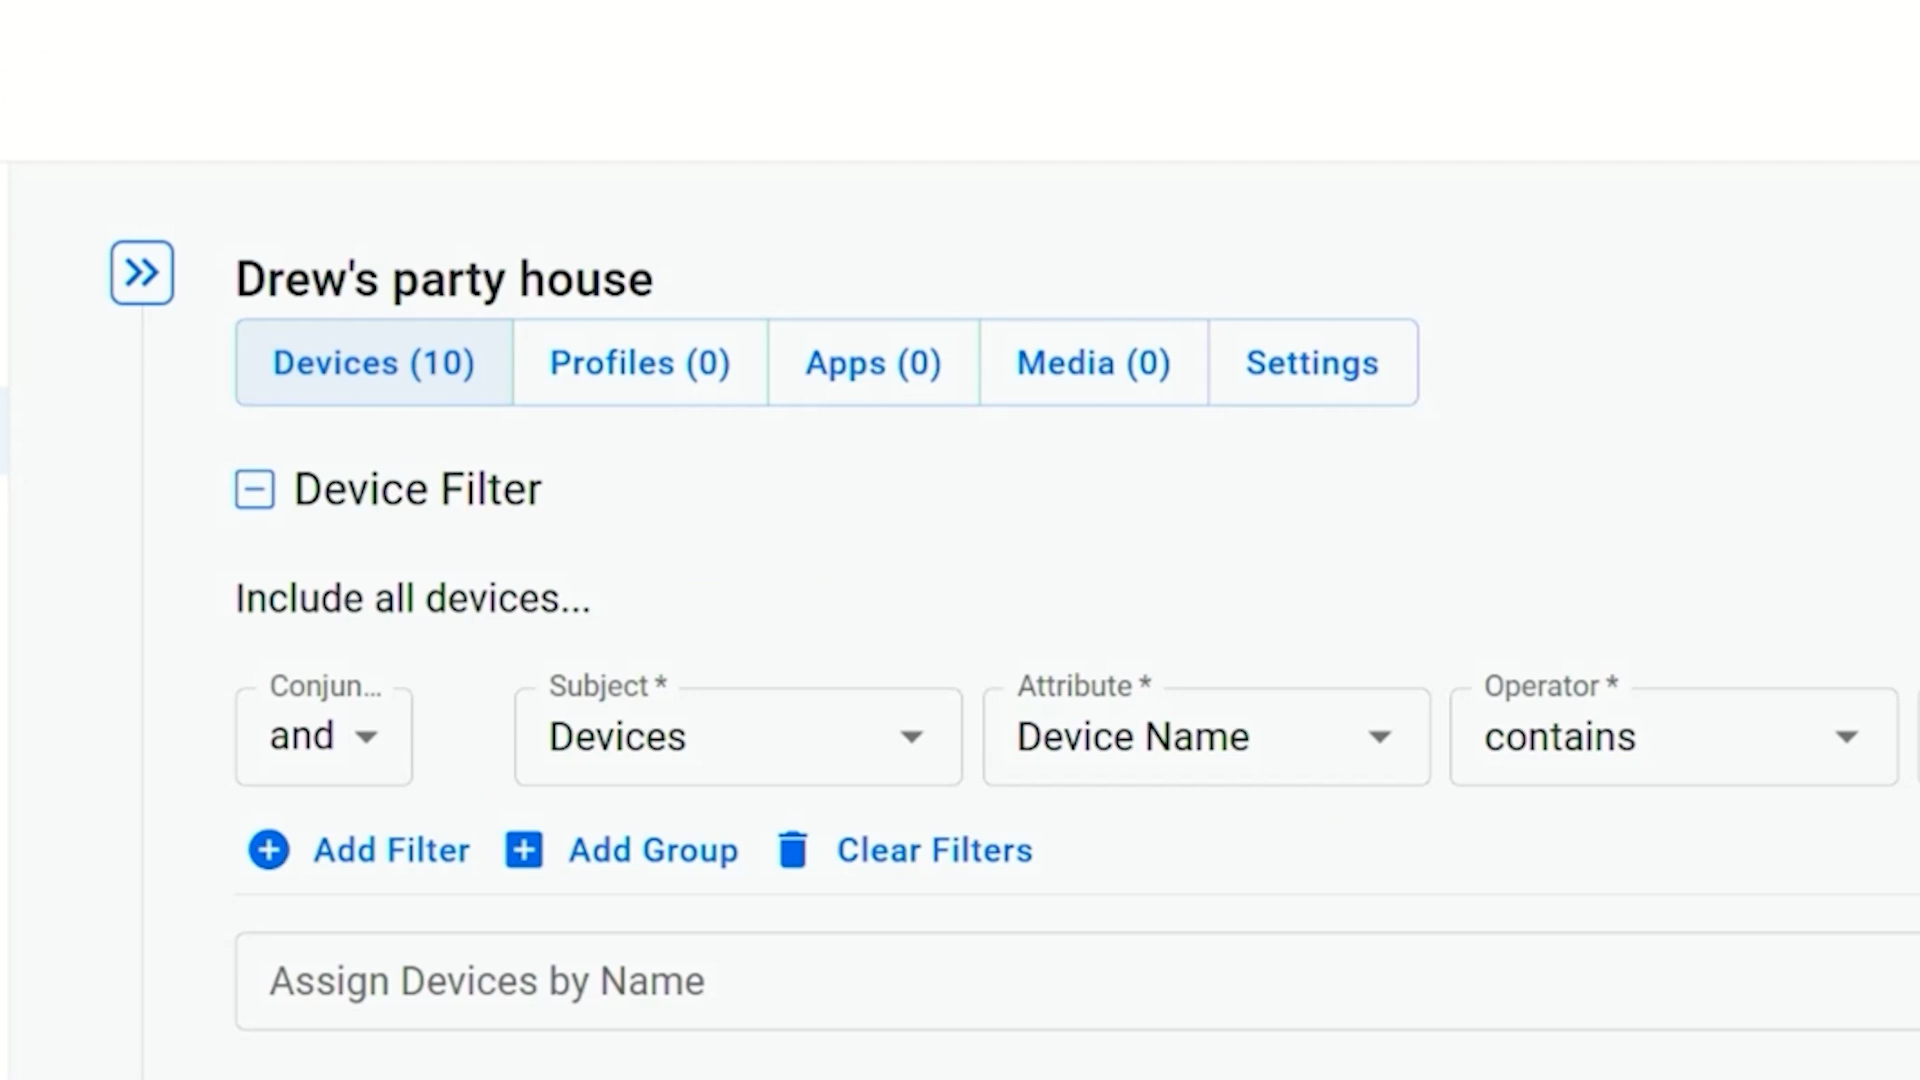 Drew's party house
Devices (10) Profiles (0) Apps (0) Media (0) Settings
Device Filter
Include all devices...
Conjun... Subject * Attribute * Operator *
and Devices Device Name contains
Add Filter Add Group Clear Filters
Assign Devices by Name